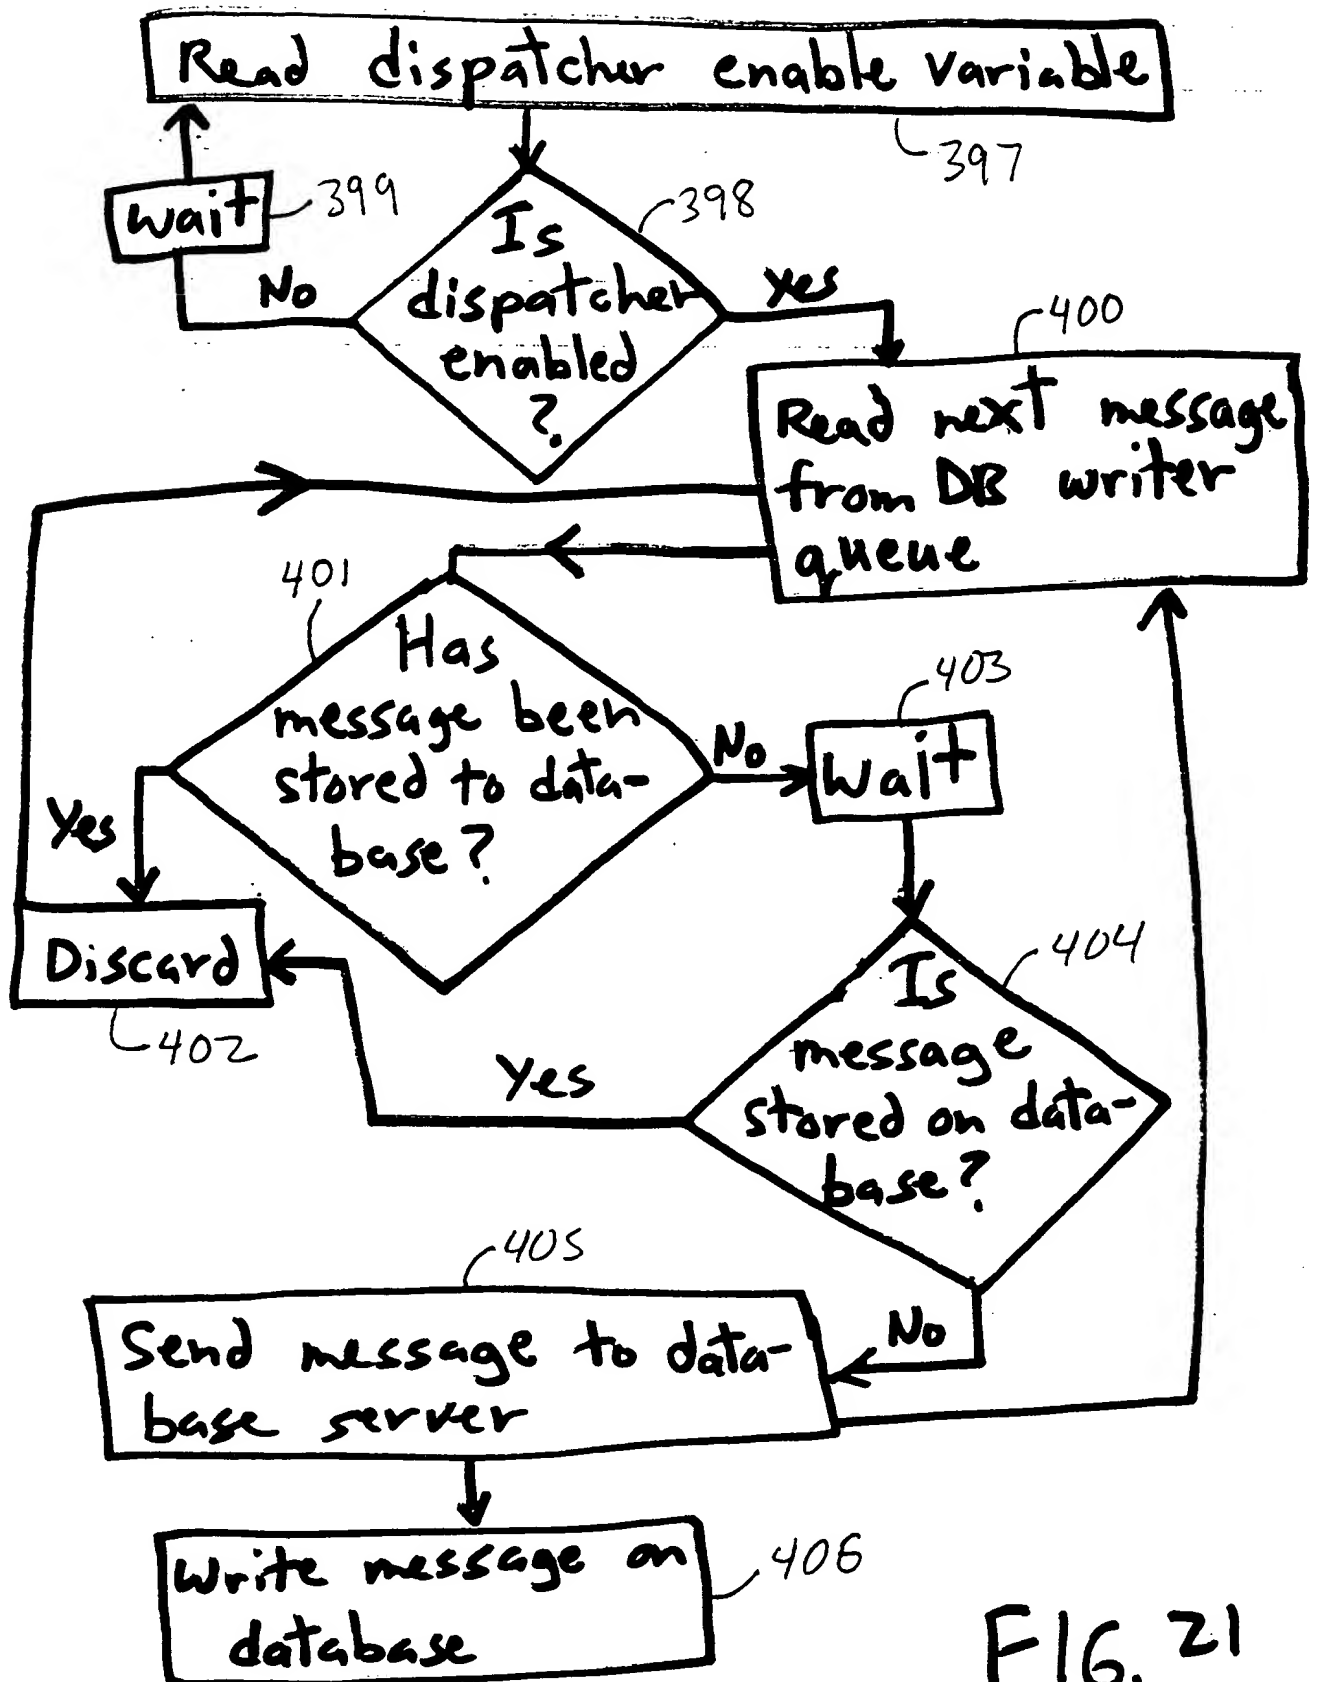 Read dispatcher enable variable
397
wait
399
398
Is
dispatcher
enabled
?
No
Yes
400
Read next message
from DB writer
queue
401
Has
message been
stored to data-
base?
No
403
Wait
Yes
Discard
402
404
Is
message
stored on data-
base?
Yes
405
No
Send message to data-
base server
Write message on
database
406
FIG. 21